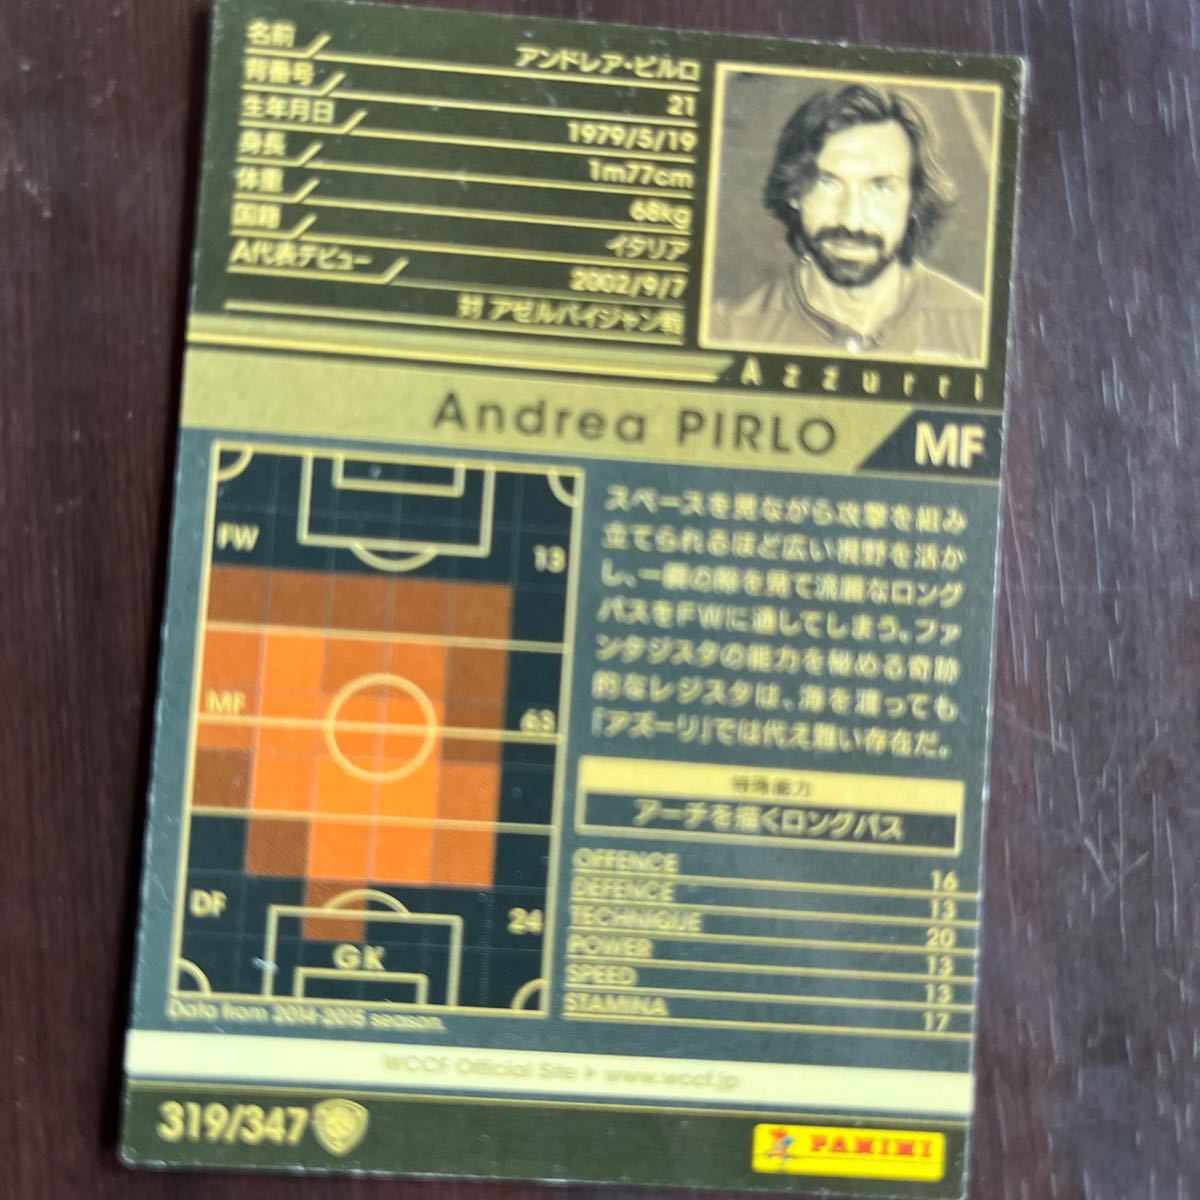 名前
アンドレア・ピルロ
背番号
21
生年月日
1979/5/19
身長
1m77cm
体重
68kg
国籍
イタリア
A代表デビュー
2002/9/7
対 アゼルバイジャン戦
Azzurri
Andrea PIRLO
MF
FW
13
MF
63
DF
24
GK
Data from 2014-2015 season.
スペースを見ながら攻撃を組み
立てられるほど広い視野を活か
し、一瞬の隙を見て流麗なロング
パスをFWに通してしまう。ファ
ンタジスタの能力を秘める奇跡
的なレジスタは、海を渡っても
「アズーリ」では代え難い存在だ。
特殊能力
アーチを描くロングパス
OFFENCE 16
DEFENCE 13
TECHNIQUE 20
POWER 13
SPEED 13
STAMINA 17
WCCF Official Site ▶ www.wccf.jp
319/347
PANINI